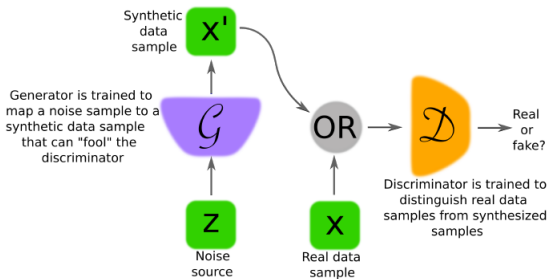 Synthetic
data
sample
x'
Generator is trained to
map a noise sample to a
synthetic data sample
that can "fool" the
discriminator
G
OR
D
Real
or
fake?
Discriminator is trained to
distinguish real data
samples from synthesized
samples
z
Noise
source
x
Real data
sample